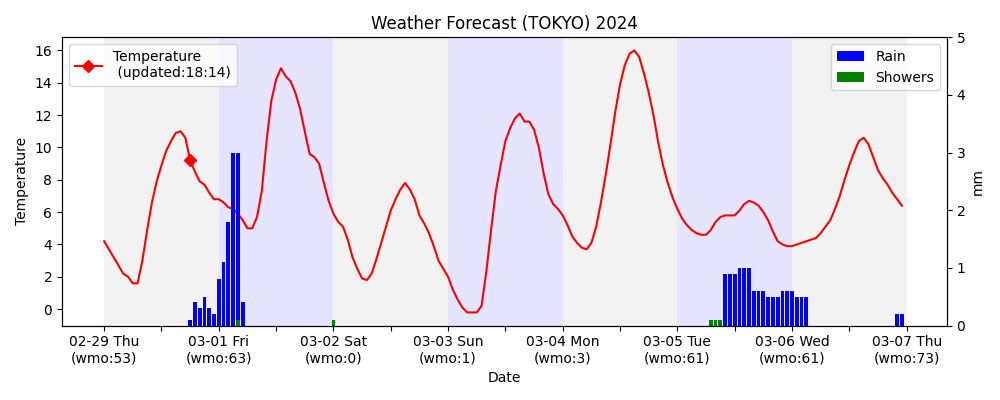 Weather Forecast (TOKYO) 2024
Temperature
(updated:18:14)
Rain
Showers
Temperature
16
14
12
10
8
6
4
2
0
5
4
3
2
1
0
mm
02-29 Thu
(wmo:53)
03-01 Fri
(wmo:63)
03-02 Sat
(wmo:0)
03-03 Sun
(wmo:1)
03-04 Mon
(wmo:3)
03-05 Tue
(wmo:61)
03-06 Wed
(wmo:61)
03-07 Thu
(wmo:73)
Date